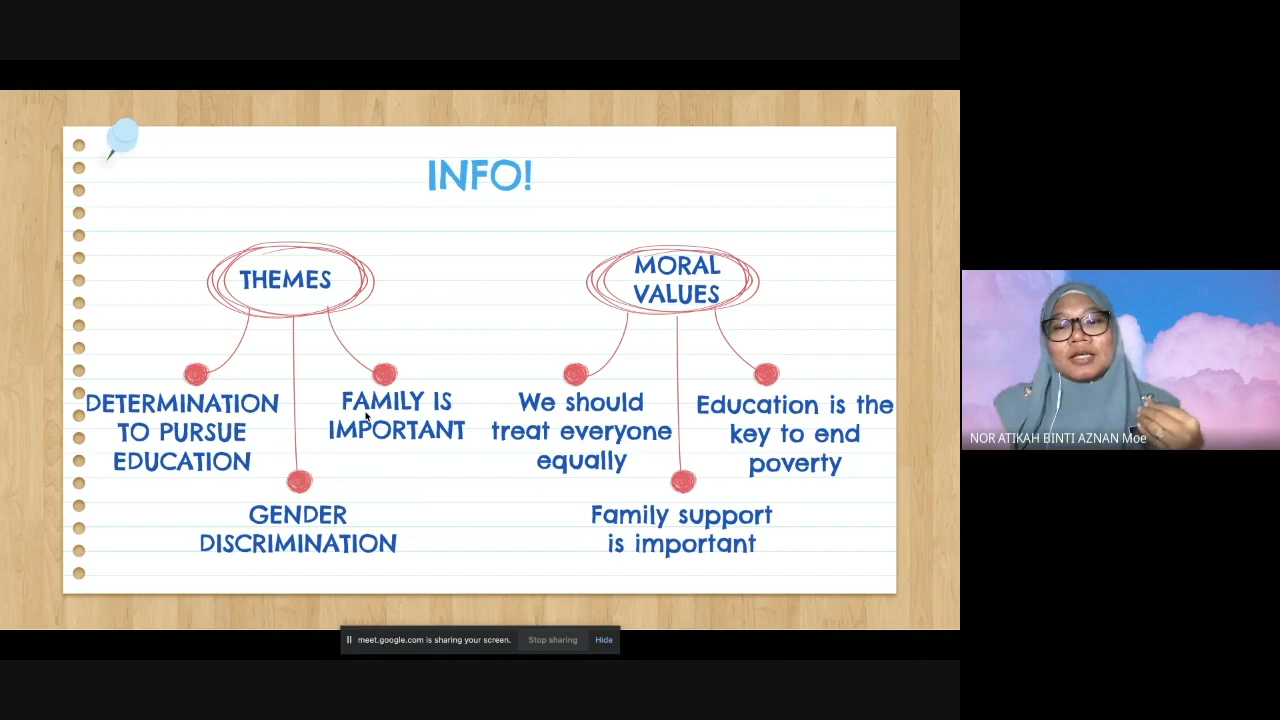 INFO!
THEMES
DETERMINATION
TO PURSUE
EDUCATION
FAMILY IS
IMPORTANT
GENDER
DISCRIMINATION
MORAL
VALUES
We should
treat everyone
equally
Education is the
key to end
poverty
Family support
is important
NOR ATIKAH BINTI AZNAN Moe
meet.google.com is sharing your screen.
Stop sharing
Hide